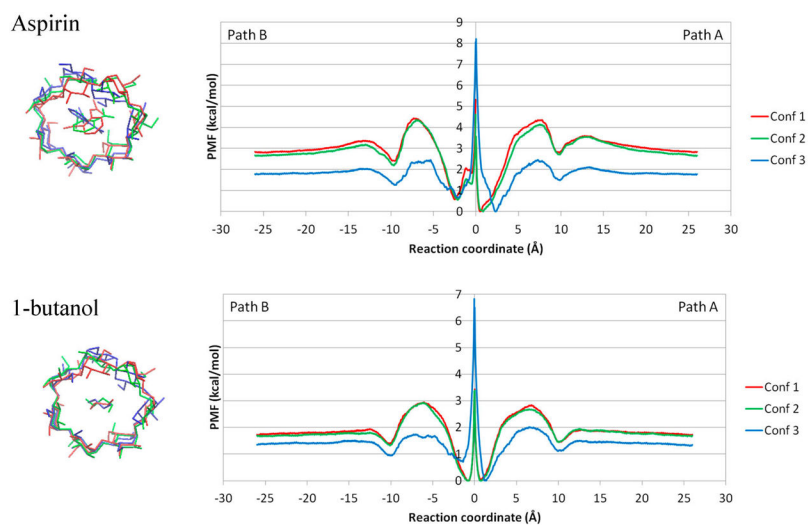 Aspirin
Path B
Path A
PMF (kcal/mol)
9
8
7
6
5
4
3
2
1
0
-30 -25 -20 -15 -10 -5 0 5 10 15 20 25 30
Reaction coordinate (Å)
Conf 1
Conf 2
Conf 3
1-butanol
Path B
Path A
PMF (kcal/mol)
7
6
5
4
3
2
1
0
-30 -25 -20 -15 -10 -5 0 5 10 15 20 25 30
Reaction coordinate (Å)
Conf 1
Conf 2
Conf 3